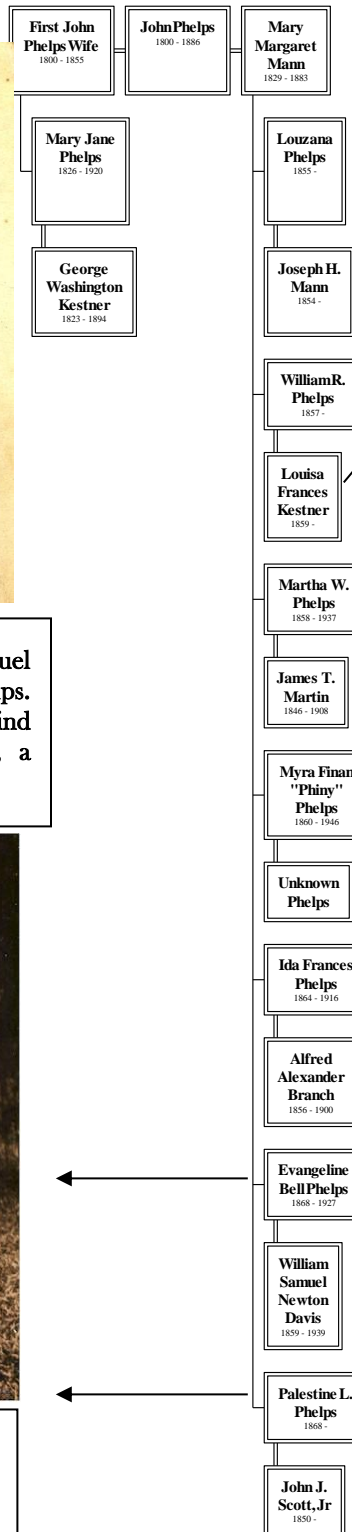 First John
Phelps Wife
1800 - 1855
John Phelps
1800 - 1886
Mary
Margaret
Mann
1829 - 1883
Mary Jane
Phelps
1826 - 1920
George
Washington
Kestner
1823 - 1894
Louzana
Phelps
1855 -
Joseph H.
Mann
1854 -
William R.
Phelps
1857 -
Louisa
Frances
Kestner
1859 -
Martha W.
Phelps
1858 - 1937
James T.
Martin
1846 - 1908
Myra Finan
"Phiny"
Phelps
1860 - 1946
Unknown
Phelps
Ida Frances
Phelps
1864 - 1916
Alfred
Alexander
Branch
1856 - 1900
Evangeline
Bell Phelps
1868 - 1927
William
Samuel
Newton
Davis
1859 - 1939
Palestine L.
Phelps
1868 -
John J.
Scott, Jr
1850 -
uel
ps.
ind
a